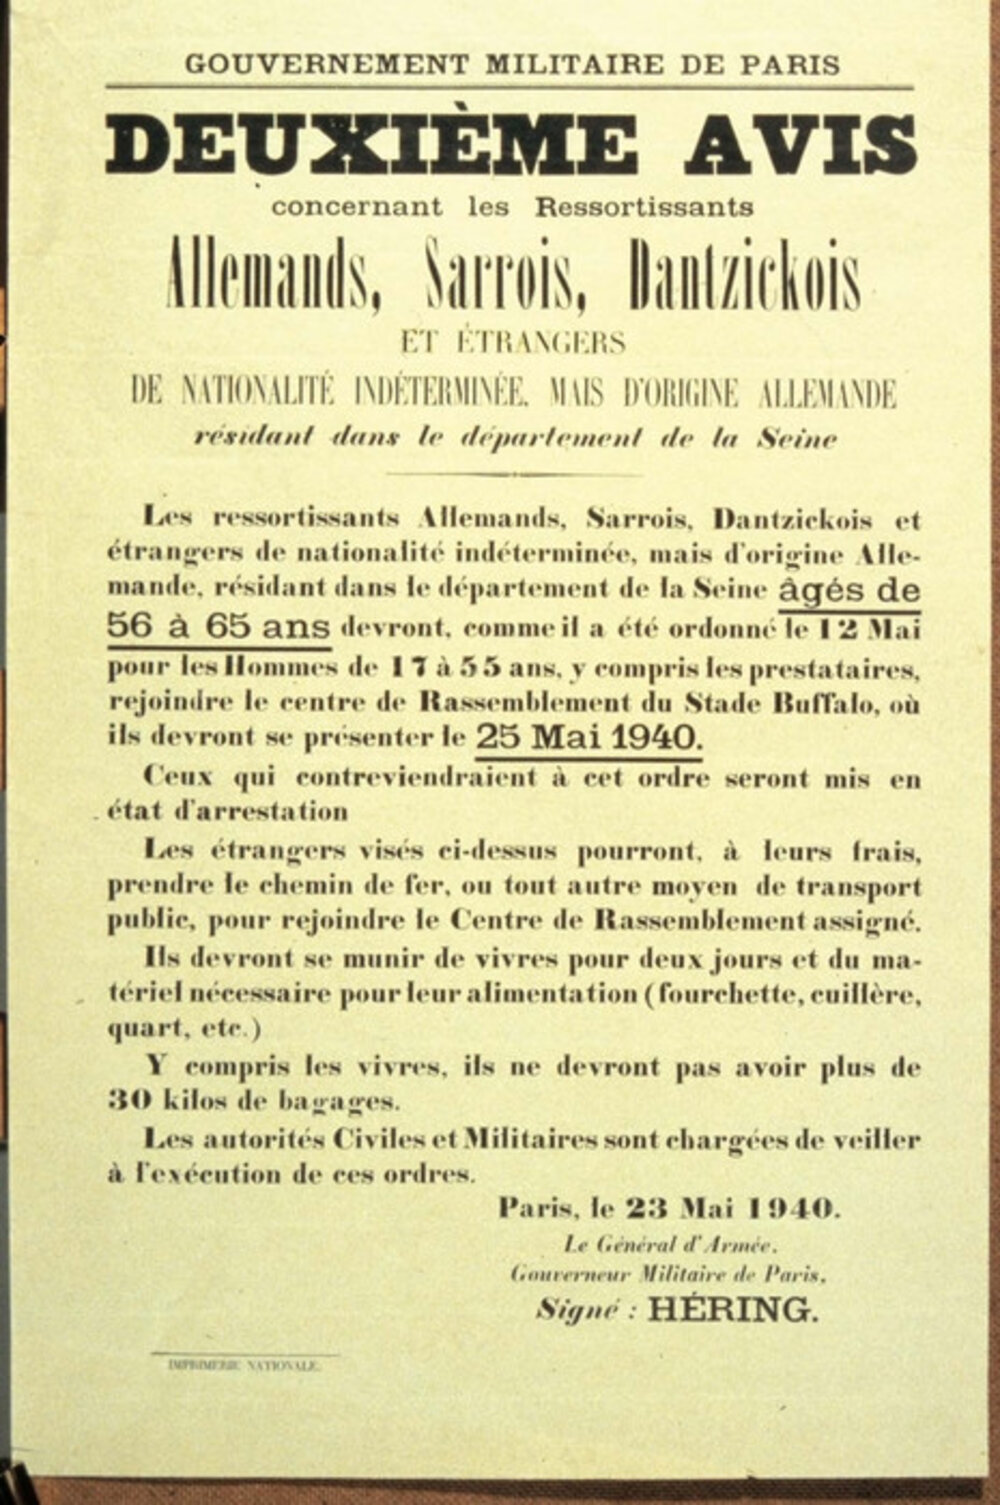 GOUVERNEMENT MILITAIRE DE PARIS
DEUXIÈME AVIS
concernant les Ressortissants
Allemands, Sarrois, Dantzickois
ET ÉTRANGERS
DE NATIONALITÉ INDÉTERMINÉE, MAIS D'ORIGINE ALLEMANDE
résidant dans le département de la Seine
Les ressortissants Allemands, Sarrois, Dantzickois et
étrangers de nationalité indéterminée, mais d'origine Alle-
mande, résidant dans le département de la Seine âgés de
56 à 65 ans devront, comme il a été ordonné le 12 Mai
pour les Hommes de 17 à 55 ans, y compris les prestataires,
rejoindre le centre de Rassemblement du Stade Buffalo, où
ils devront se présenter le 25 Mai 1940.
Ceux qui contreviendraient à cet ordre seront mis en
état d'arrestation
Les étrangers visés ci-dessus pourront, à leurs frais,
prendre le chemin de fer, ou tout autre moyen de transport
public, pour rejoindre le Centre de Rassemblement assigné.
Ils devront se munir de vivres pour deux jours et du ma-
tériel nécessaire pour leur alimentation (fourchette, cuillère,
quart, etc.)
Y compris les vivres, ils ne devront pas avoir plus de
30 kilos de bagages.
Les autorités Civiles et Militaires sont chargées de veiller
à l'exécution de ces ordres.
Paris, le 23 Mai 1940.
Le Général d'Armée,
Gouverneur Militaire de Paris,
Signé : HÉRING.
IMPRIMERIE NATIONALE.